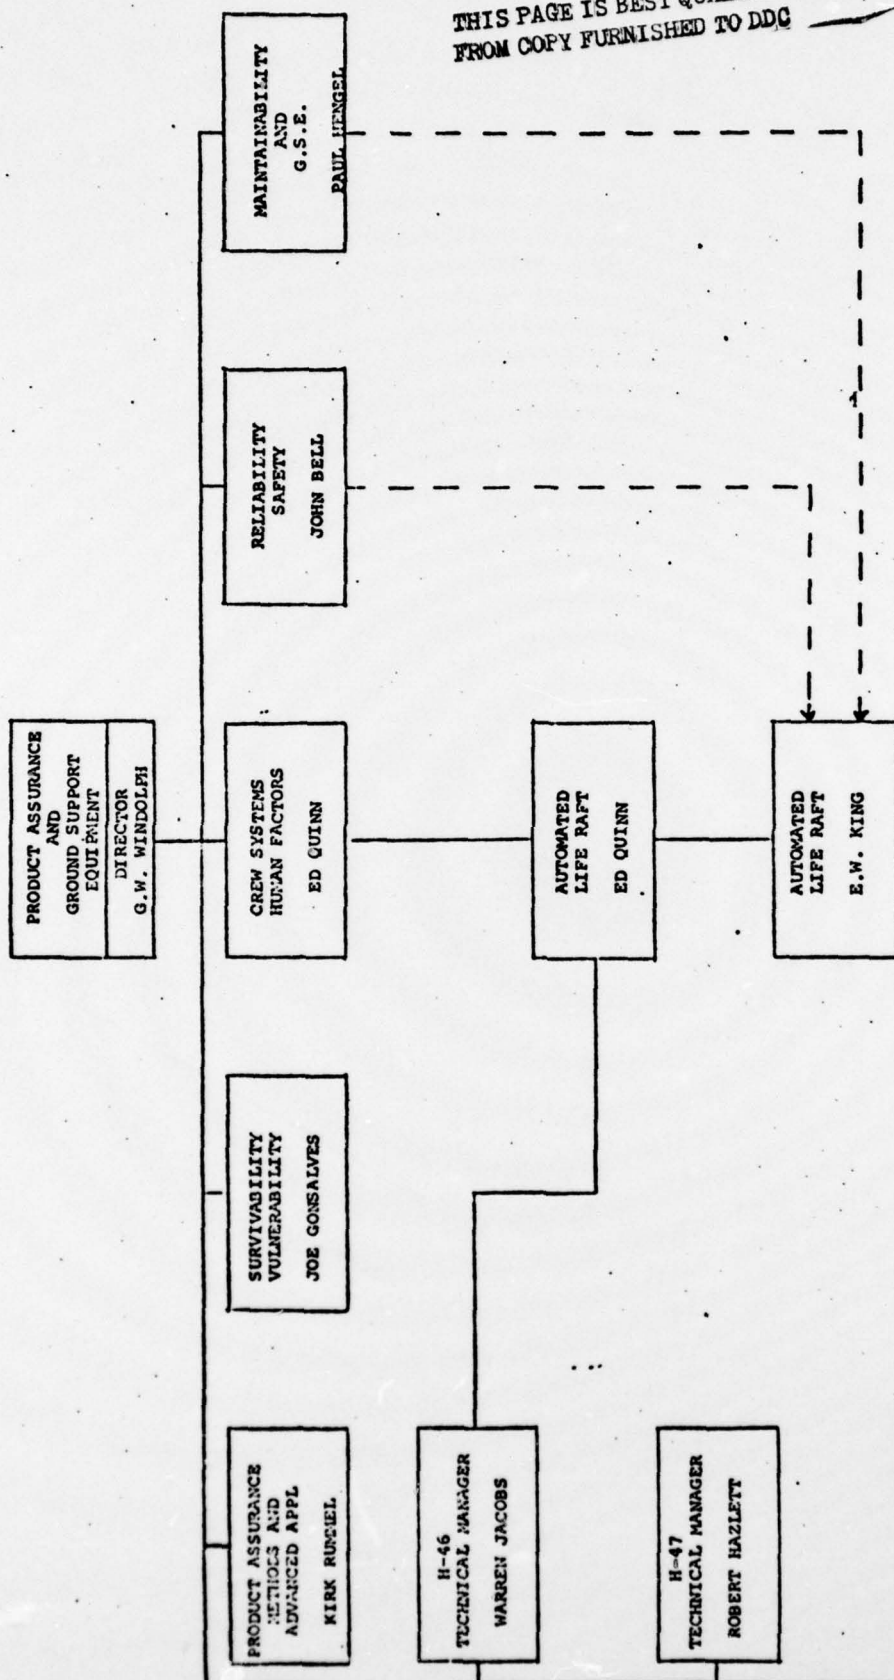 THIS PAGE IS BEST
FROM COPY FURNISHED TO DDC
PRODUCT ASSURANCE
AND
GROUND SUPPORT
EQUIPMENT
DIRECTOR
G.W. WINDOLPH
PRODUCT ASSURANCE
METHODS AND
ADVANCED APPL
KIRK RUMMEL
SURVIVABILITY
VULNERABILITY
JOE GONSALVES
CREW SYSTEMS
HUMAN FACTORS
ED QUINN
RELIABILITY
SAFETY
JOHN BELL
MAINTAINABILITY
AND
G.S.E.
PAUL HENGEL
H-46
TECHNICAL MANAGER
WARREN JACOBS
AUTOMATED
LIFE RAFT
ED QUINN
H-47
TECHNICAL MANAGER
ROBERT HAZLETT
AUTOMATED
LIFE RAFT
E.W. KING